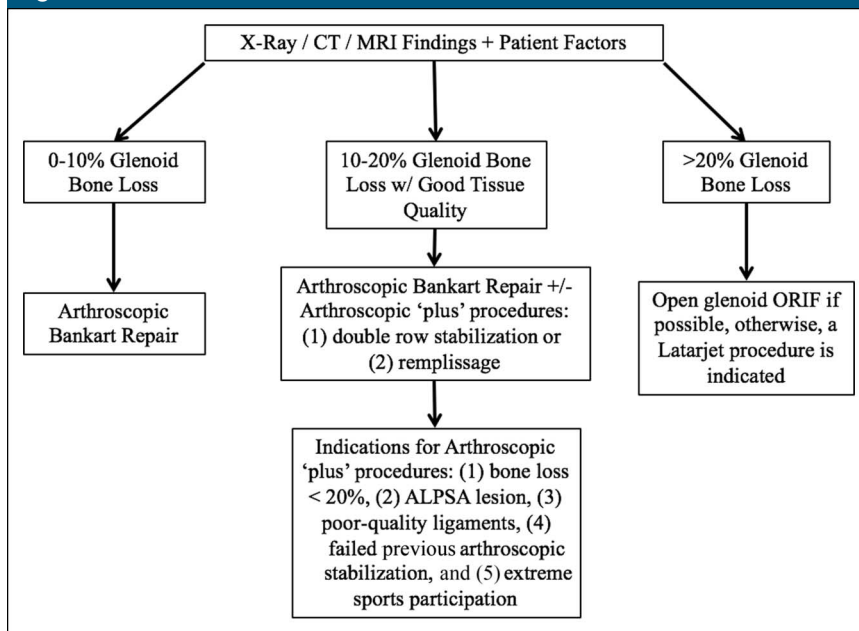 X-Ray / CT / MRI Findings + Patient Factors
0-10% Glenoid
Bone Loss
10-20% Glenoid Bone
Loss w/ Good Tissue
Quality
>20% Glenoid
Bone Loss
Arthroscopic
Bankart Repair
Arthroscopic Bankart Repair +/-
Arthroscopic ‘plus’ procedures:
(1) double row stabilization or
(2) remplissage
Open glenoid ORIF if
possible, otherwise, a
Latarjet procedure is
indicated
Indications for Arthroscopic
‘plus’ procedures: (1) bone loss
< 20%, (2) ALPSA lesion, (3)
poor-quality ligaments, (4)
failed previous arthroscopic
stabilization, and (5) extreme
sports participation